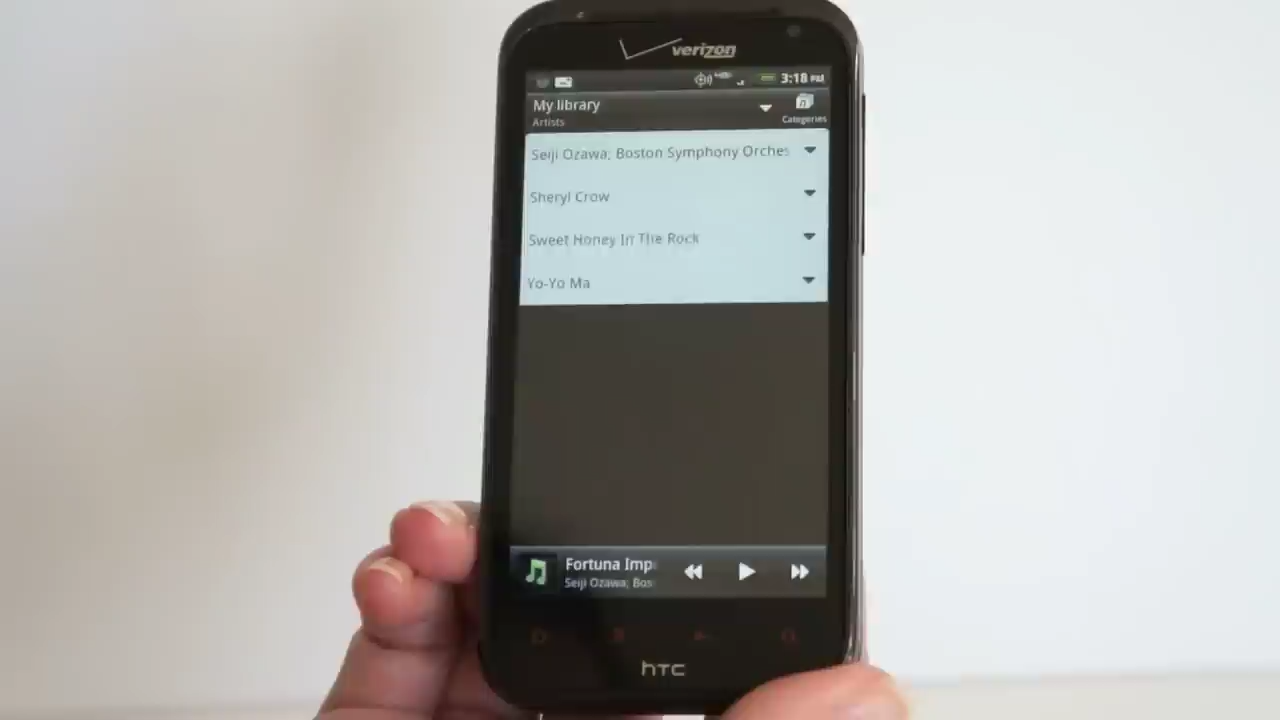 verizon
3:18 PM
My library
Artists
Categories
Seiji Ozawa; Boston Symphony Orches
Sheryl Crow
Sweet Honey In The Rock
Yo-Yo Ma
Fortuna Imp
Seiji Ozawa; Bos
hTC